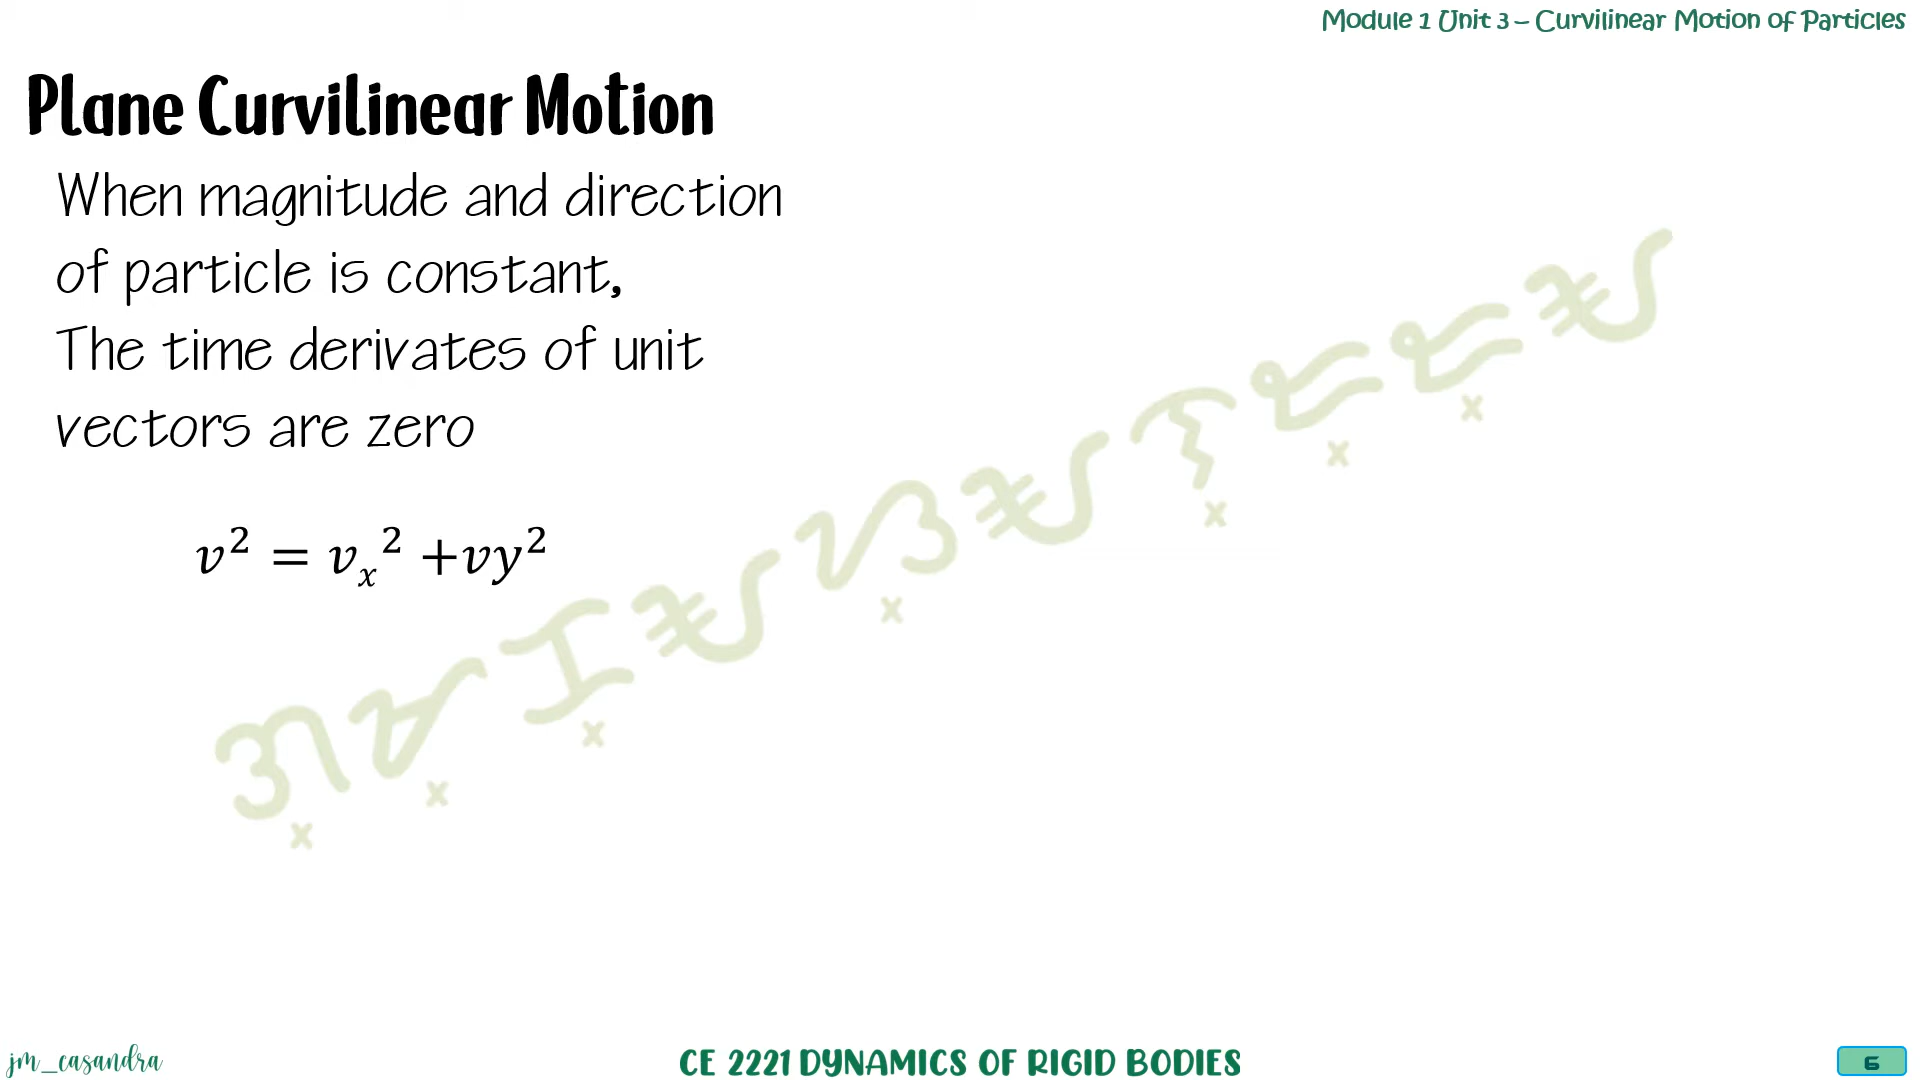 Module 1 Unit 3 – Curvilinear Motion of Particles
Plane Curvilinear Motion
When magnitude and direction
of particle is constant,
The time derivates of unit
vectors are zero
v² = vₓ² +vy²
jm_casandra
CE 2221 DYNAMICS OF RIGID BODIES
6